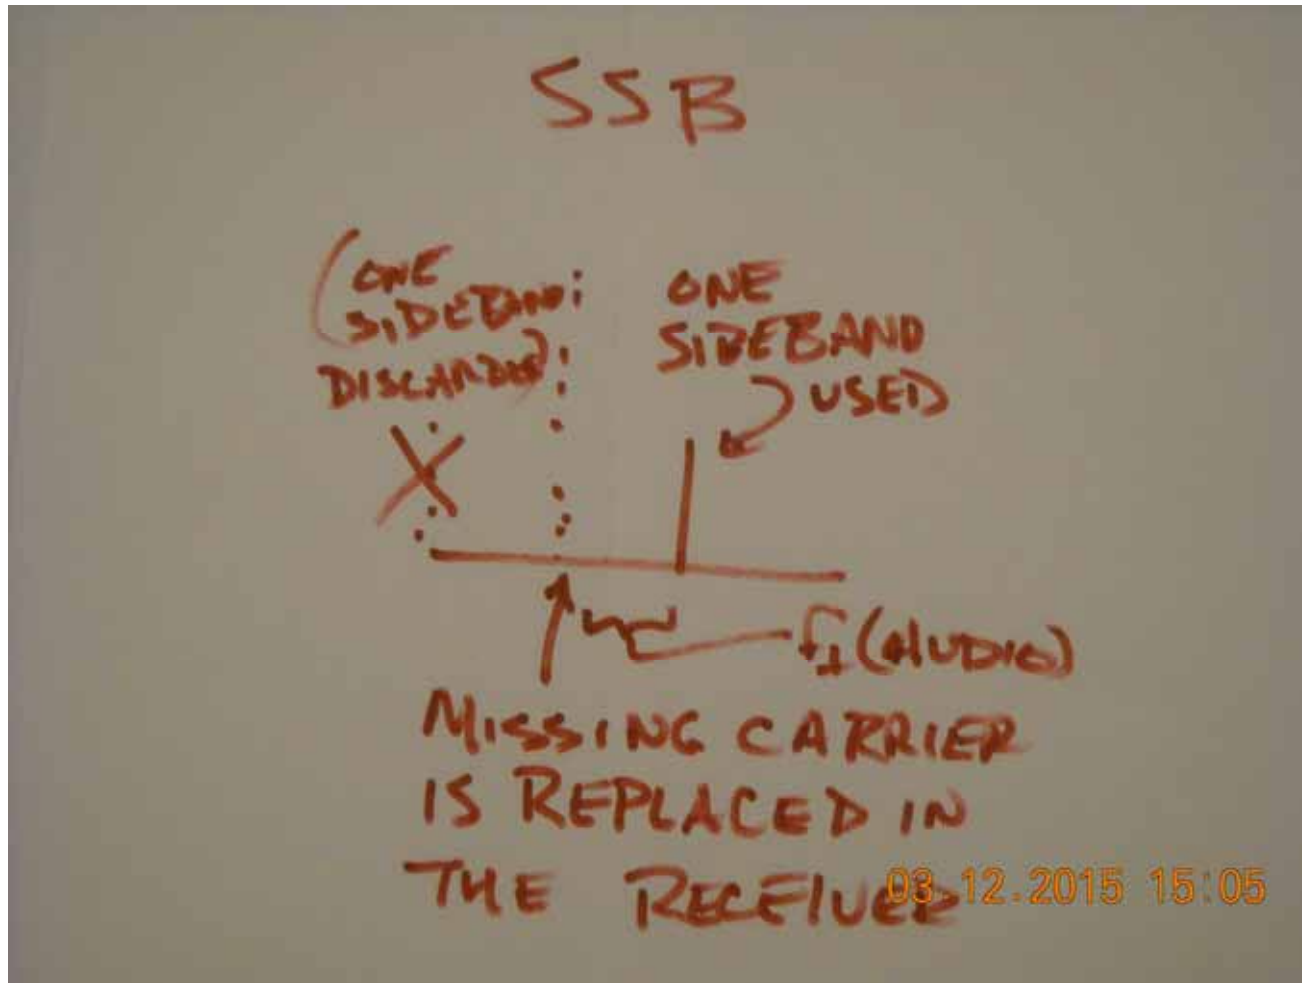 SSB
(ONE
SIDEBAND
DISCARDED)
ONE
SIDEBAND
USED
f1 (AUDIO)
MISSING CARRIER
IS REPLACED IN
THE RECEIVER
03.12.2015 15:05